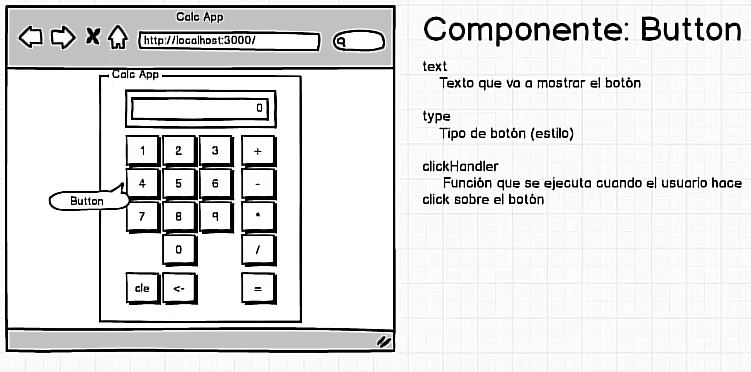 Calc App
http://localhost:3000/
Calc App
0
1 2 3 +
4 5 6 -
Button
7 8 9 *
0 /
cle <- =
Componente: Button
text
Texto que va a mostrar el botón
type
Tipo de botón (estilo)
clickHandler
Función que se ejecuta cuando el usuario hace
click sobre el botón